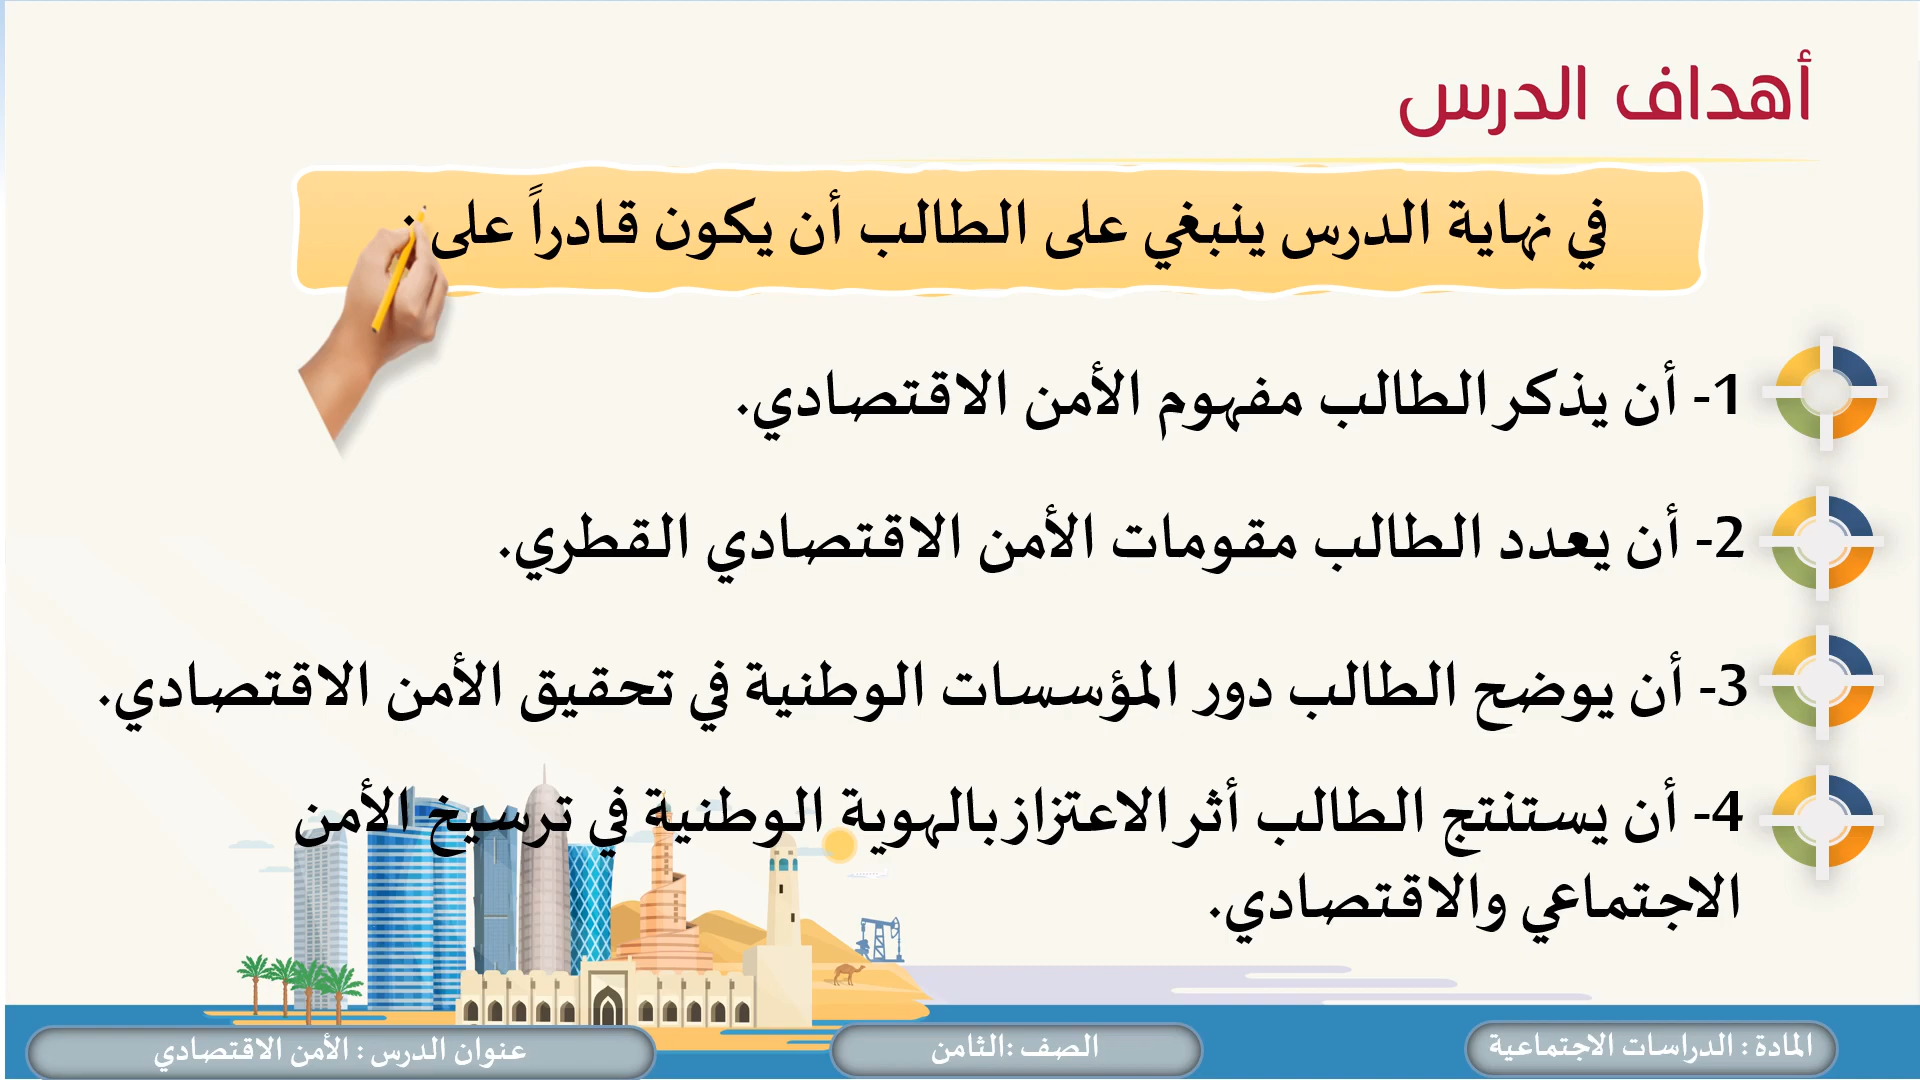 أهداف الدرس
في نهاية الدرس ينبغي على الطالب أن يكون قادراً على
1- أن يذكر الطالب مفهوم الأمن الاقتصادي.
2- أن يعدد الطالب مقومات الأمن الاقتصادي القطري.
3- أن يوضح الطالب دور المؤسسات الوطنية في تحقيق الأمن الاقتصادي.
4- أن يستنتج الطالب أثر الاعتزاز بالهوية الوطنية في ترسيخ الأمن
الاجتماعي والاقتصادي.
المادة : الدراسات الاجتماعية
الصف :الثامن
عنوان الدرس : الأمن الاقتصادي